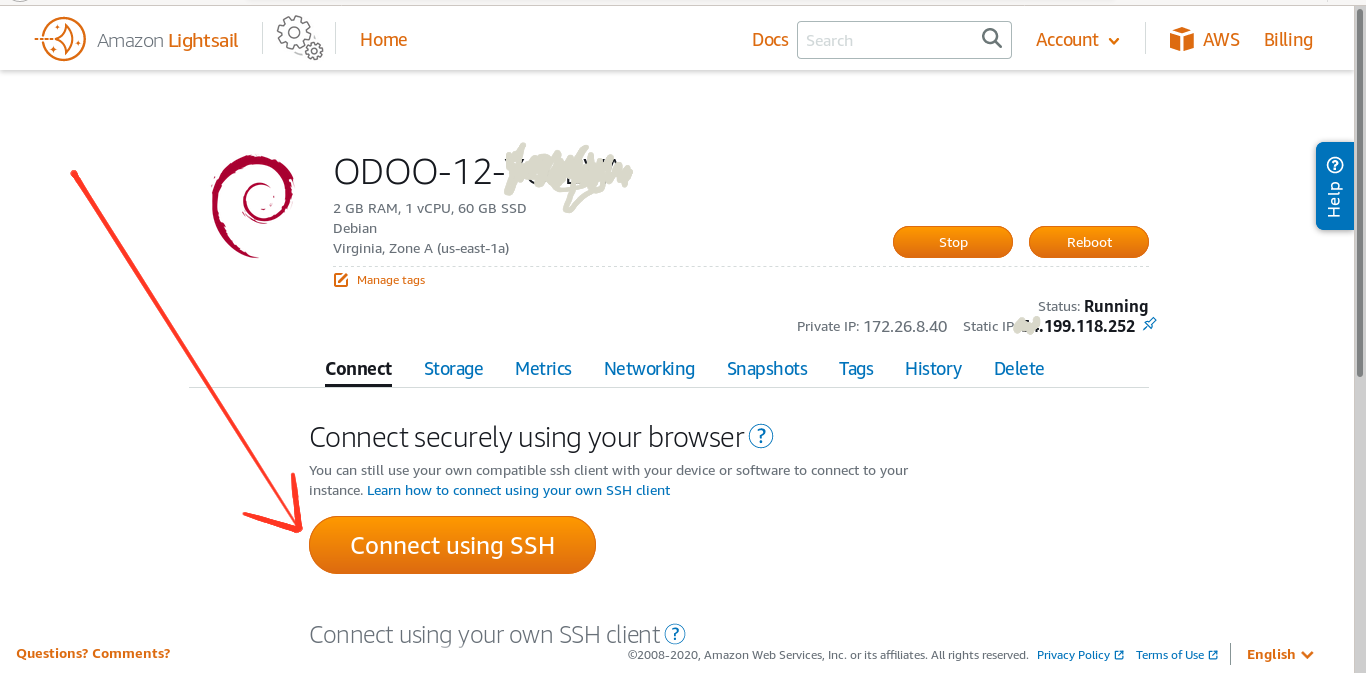 Amazon Lightsail
Home
Docs
Search
Account
AWS
Billing
Help
ODOO-12-
2 GB RAM, 1 vCPU, 60 GB SSD
Debian
Virginia, Zone A (us-east-1a)
Stop
Reboot
Manage tags
Status: Running
Private IP: 172.26.8.40
Static IP .199.118.252
Connect
Storage
Metrics
Networking
Snapshots
Tags
History
Delete
Connect securely using your browser ?
You can still use your own compatible ssh client with your device or software to connect to your
instance. Learn how to connect using your own SSH client
Connect using SSH
Connect using your own SSH client ?
Questions? Comments?
©2008-2020, Amazon Web Services, Inc. or its affiliates. All rights reserved.
Privacy Policy
Terms of Use
English